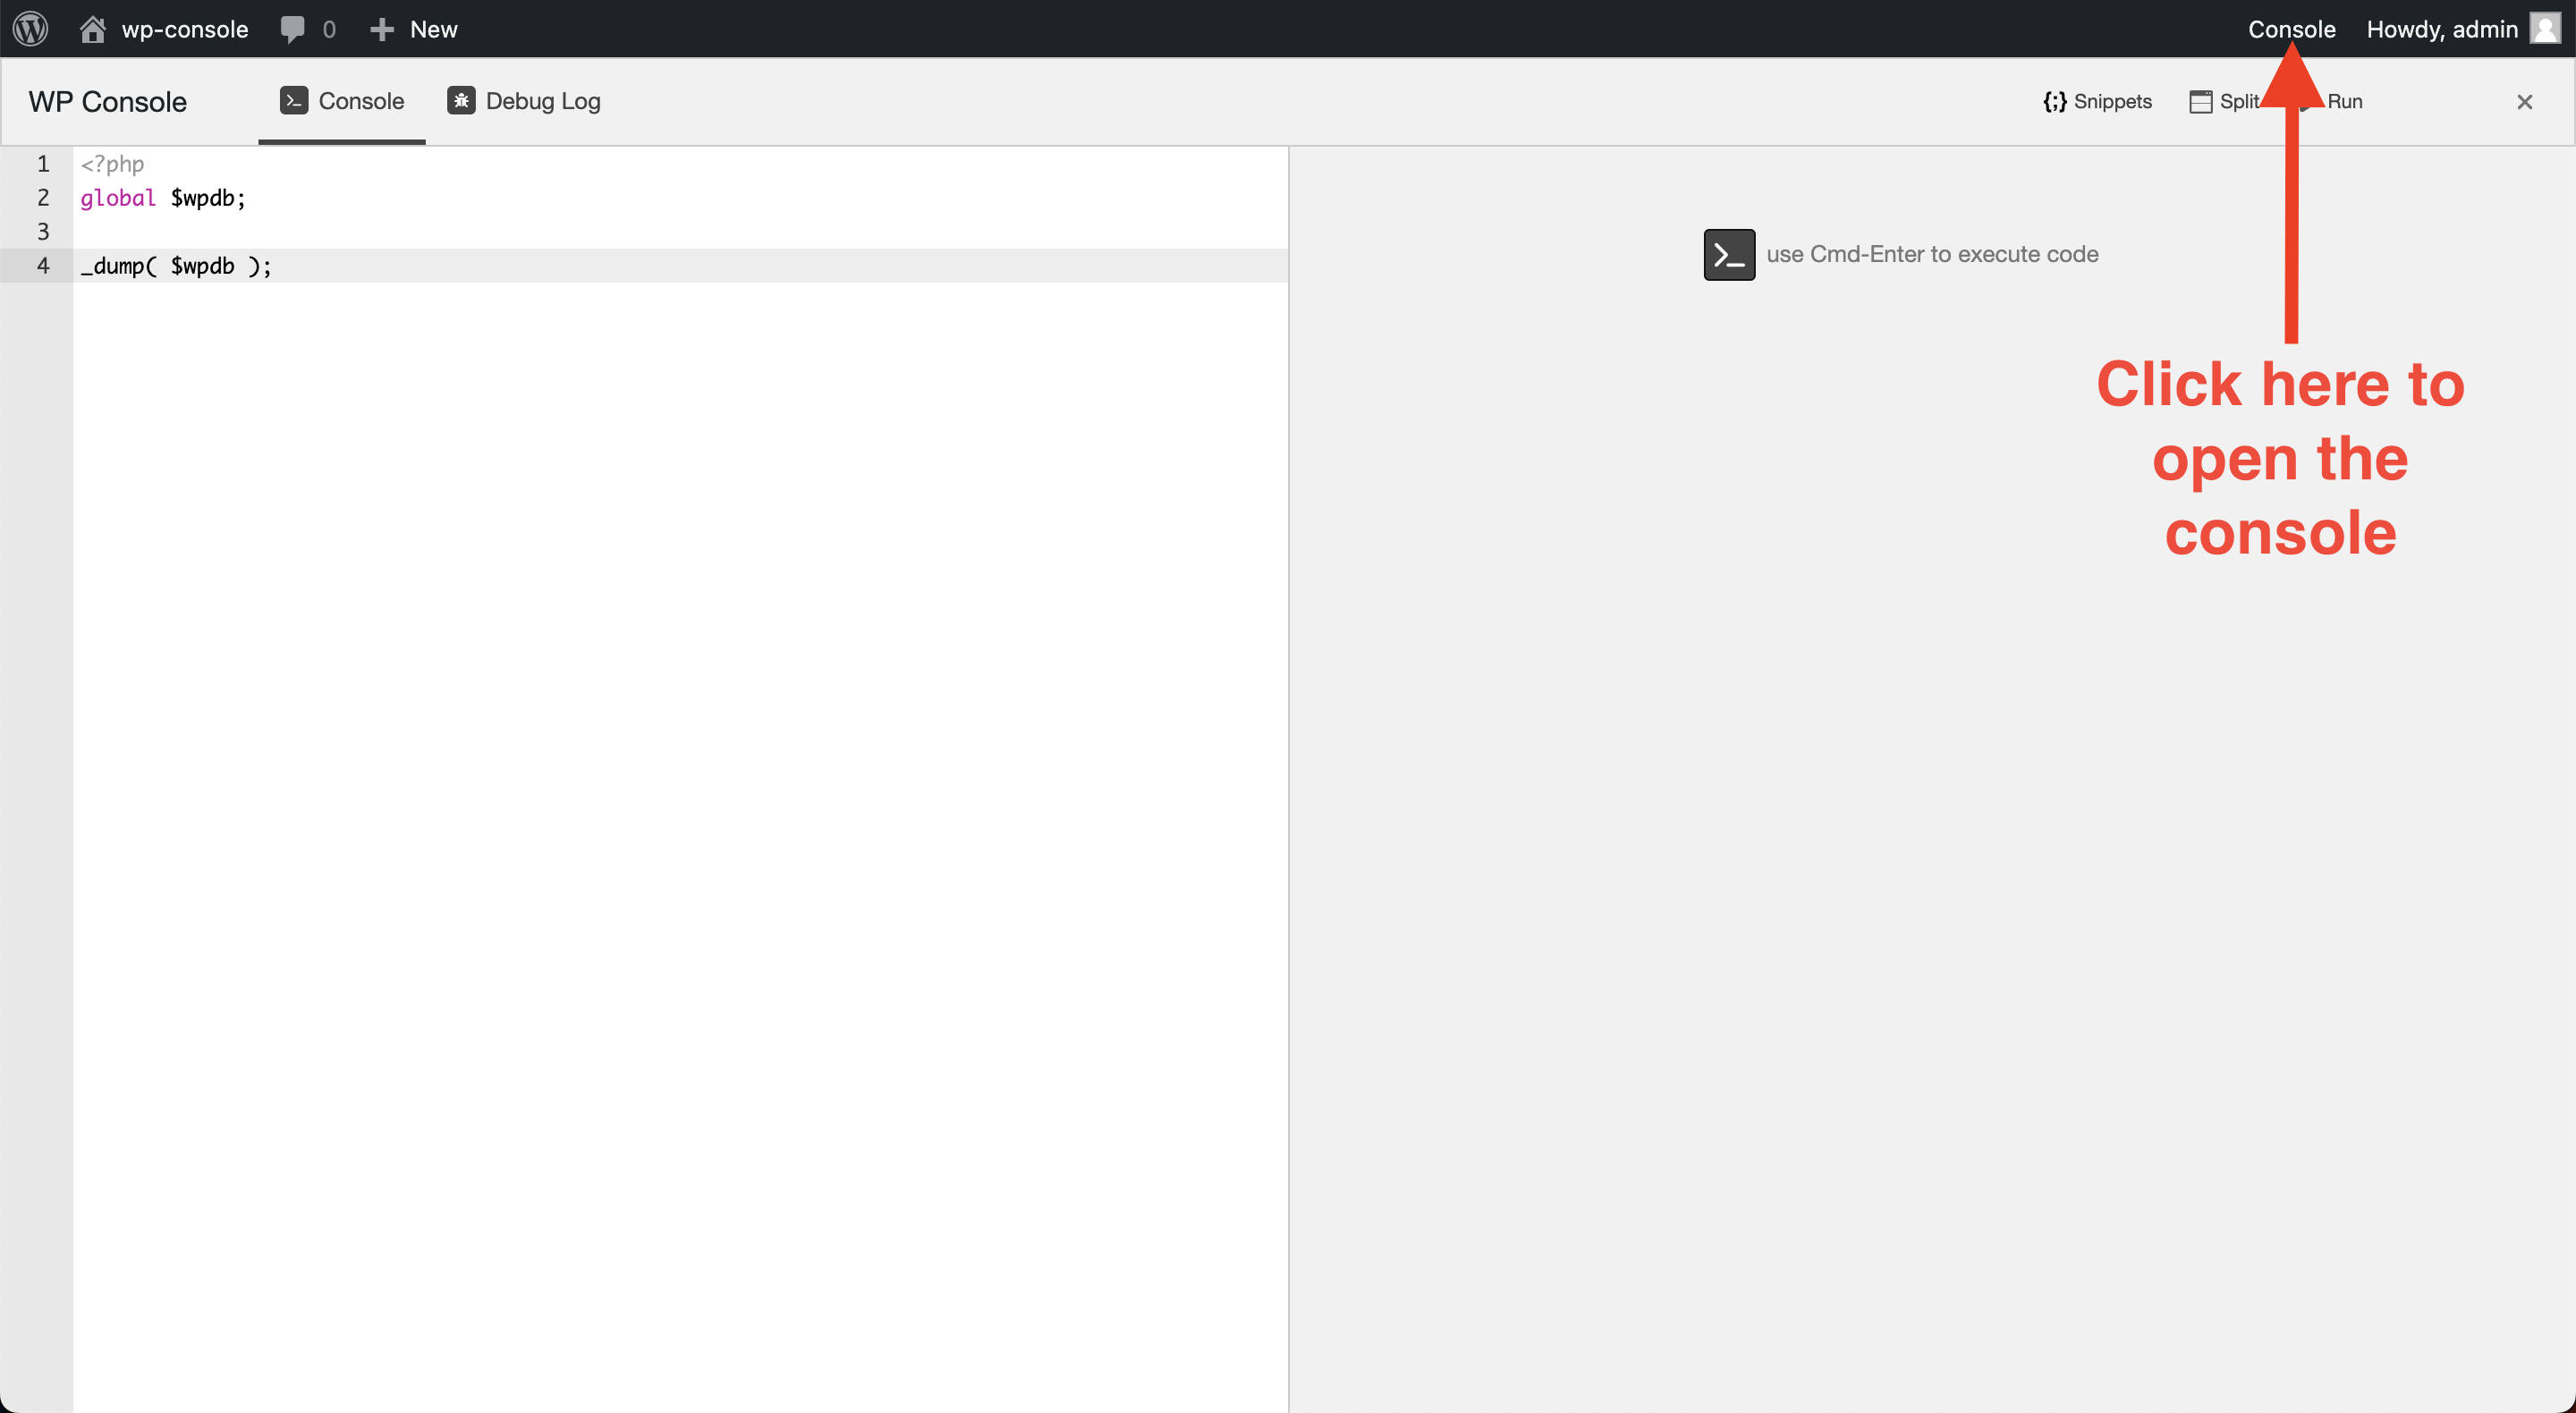 wp-console 0 New Console Howdy, admin
WP Console Console Debug Log {;} Snippets Split Run
1 <?php
2 global $wpdb;
3
4 _dump( $wpdb );
use Cmd-Enter to execute code
Click here to
open the
console